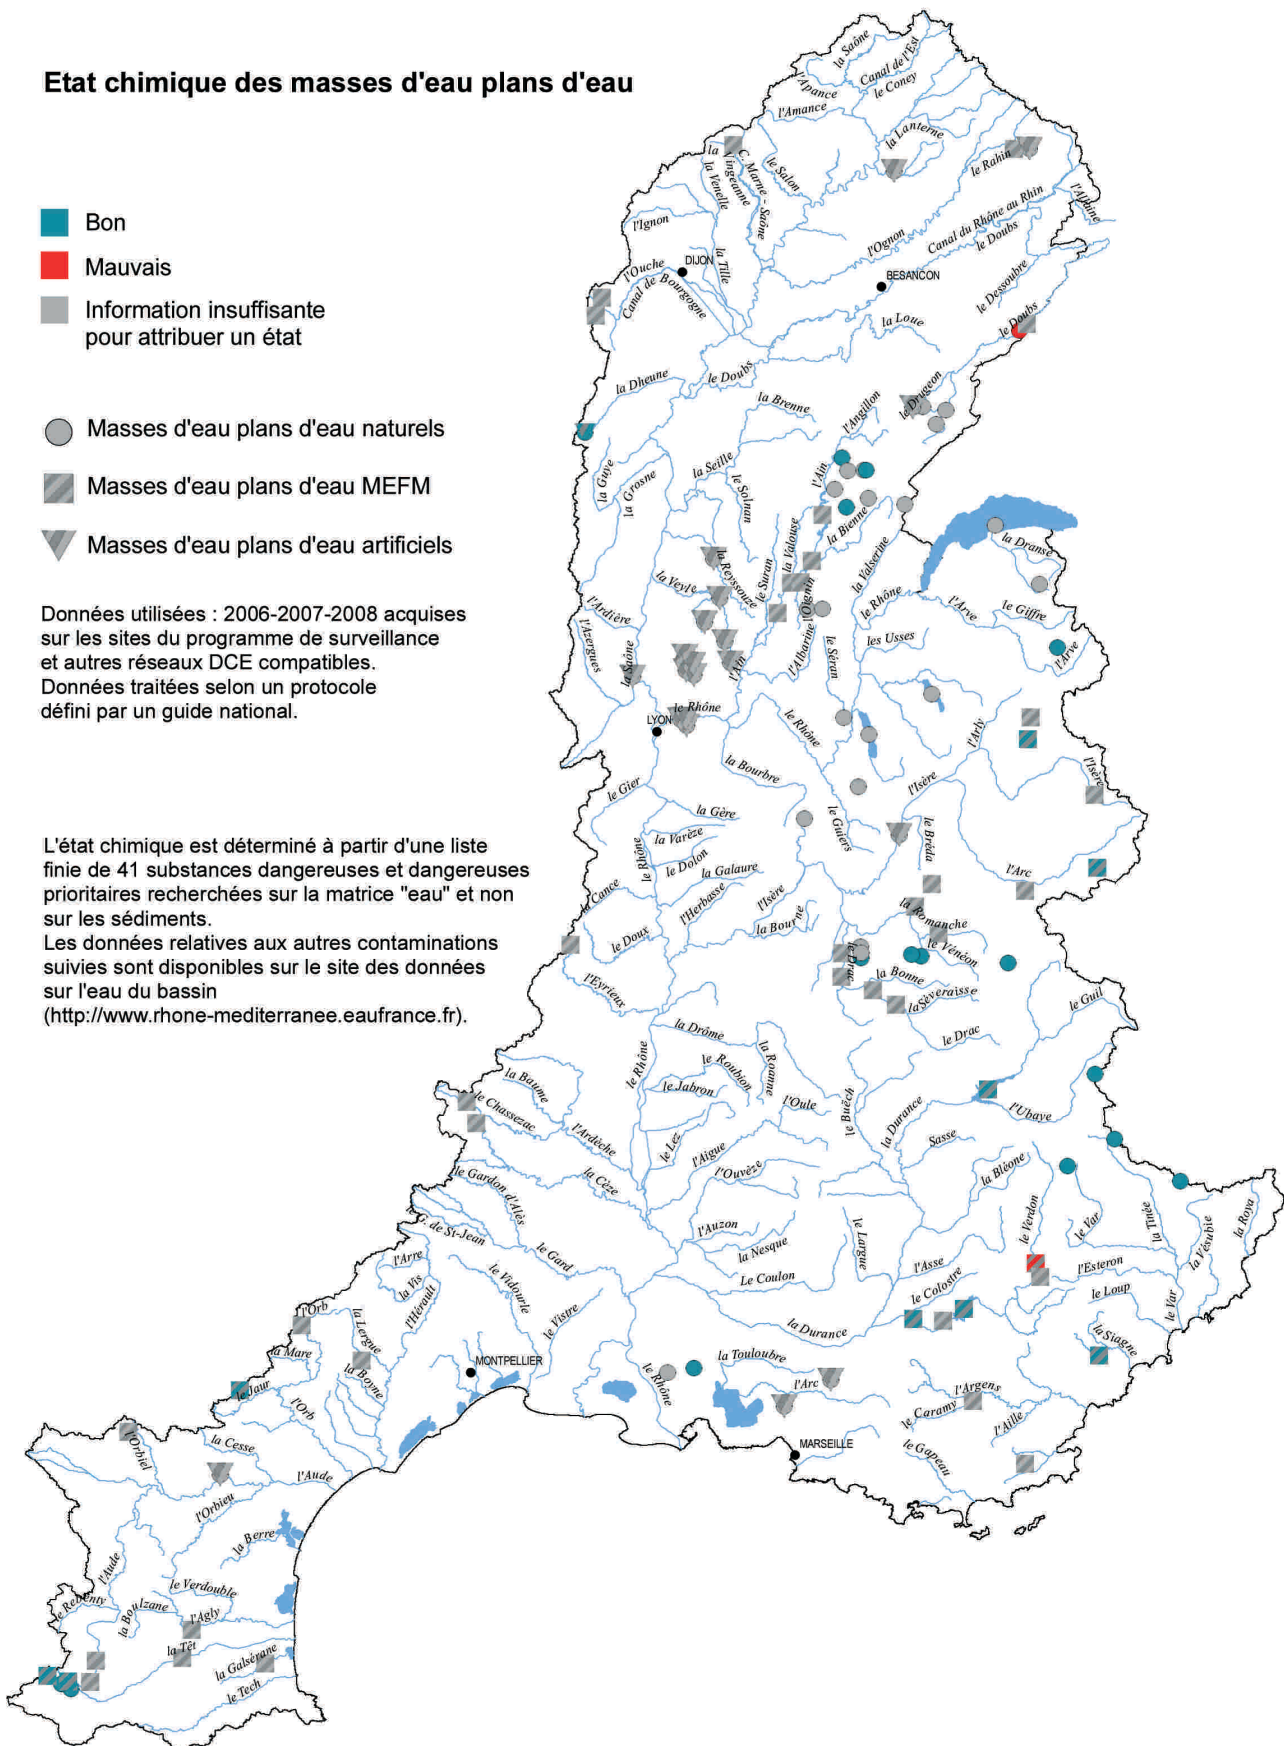 Etat chimique des masses d'eau plans d'eau
Bon
Mauvais
Information insuffisante
pour attribuer un état
Masses d'eau plans d'eau naturels
Masses d'eau plans d'eau MEFM
Masses d'eau plans d'eau artificiels
Données utilisées : 2006-2007-2008 acquises
sur les sites du programme de surveillance
et autres réseaux DCE compatibles.
Données traitées selon un protocole
défini par un guide national.
L'état chimique est déterminé à partir d'une liste
finie de 41 substances dangereuses et dangereuses
prioritaires recherchées sur la matrice "eau" et non
sur les sédiments.
Les données relatives aux autres contaminations
suivies sont disponibles sur le site des données
sur l'eau du bassin
(http://www.rhone-mediterranee.eaufrance.fr).
la Saône
Canal de l'Est
l'Apance
le Coney
l'Amance
la Lanterne
le Rahin
la Vingeanne
C. Marne - Saône
le Salon
la Venelle
l'Ignon
la Tille
l'Ouche
DIJON
Canal de Bourgogne
l'Ognon
Canal du Rhône au Rhin
le Doubs
l'Allaine
BESANCON
le Dessoubre
le Doubs
la Loue
la Dheune
le Doubs
la Brenne
l'Angillon
le Drugeon
la Guye
la Grosne
la Seille
le Solnan
l'Ain
la Bienne
la Valouse
la Valserine
la Dranse
la Reyssouze
la Veyle
le Suran
l'Oignin
l'Ardière
l'Azergues
la Saône
l'Ain
l'Albarine
le Séran
le Rhône
les Usses
l'Arve
le Giffre
l'Arve
le Rhône
LYON
le Rhône
l'Arly
la Bourbre
l'Isère
l'Isère
le Gier
la Gère
la Varèze
le Dolon
le Rhône
la Galaure
le Guiers
le Bréda
l'Arc
la Cance
l'Herbasse
l'Isère
la Bourne
la Romanche
le Vénéon
le Doux
le Drac
la Bonne
la Séveraisse
l'Eyrieux
le Guil
la Drôme
la Roanne
le Drac
le Rhône
le Roubion
le Jabron
la Baume
le Chassezac
l'Oule
le Buëch
la Durance
l'Ubaye
l'Ardèche
le Lez
l'Aigue
l'Ouvèze
Sasse
la Bléone
la Cèze
le Gardon d'Alès
le G. de St-Jean
l'Auzon
la Nesque
le Largue
le Verdon
le Var
la Tinée
la Vésubie
la Roya
l'Arre
la Vis
l'Hérault
le Gard
Le Coulon
l'Asse
l'Esteron
le Vidourle
le Vistre
le Colostre
le Loup
le Var
l'Orb
la Lergue
la Durance
la Siagne
la Mare
la Boyne
MONTPELLIER
la Touloubre
le Jaur
le Rhône
l'Arc
l'Argens
l'Orb
le Caramy
l'Aille
l'Orbiel
la Cesse
MARSEILLE
le Gapeau
l'Aude
l'Orbieu
la Berre
l'Aude
le Verdouble
le Rebenty
la Boulzane
l'Agly
la Têt
la Galsérane
le Tech